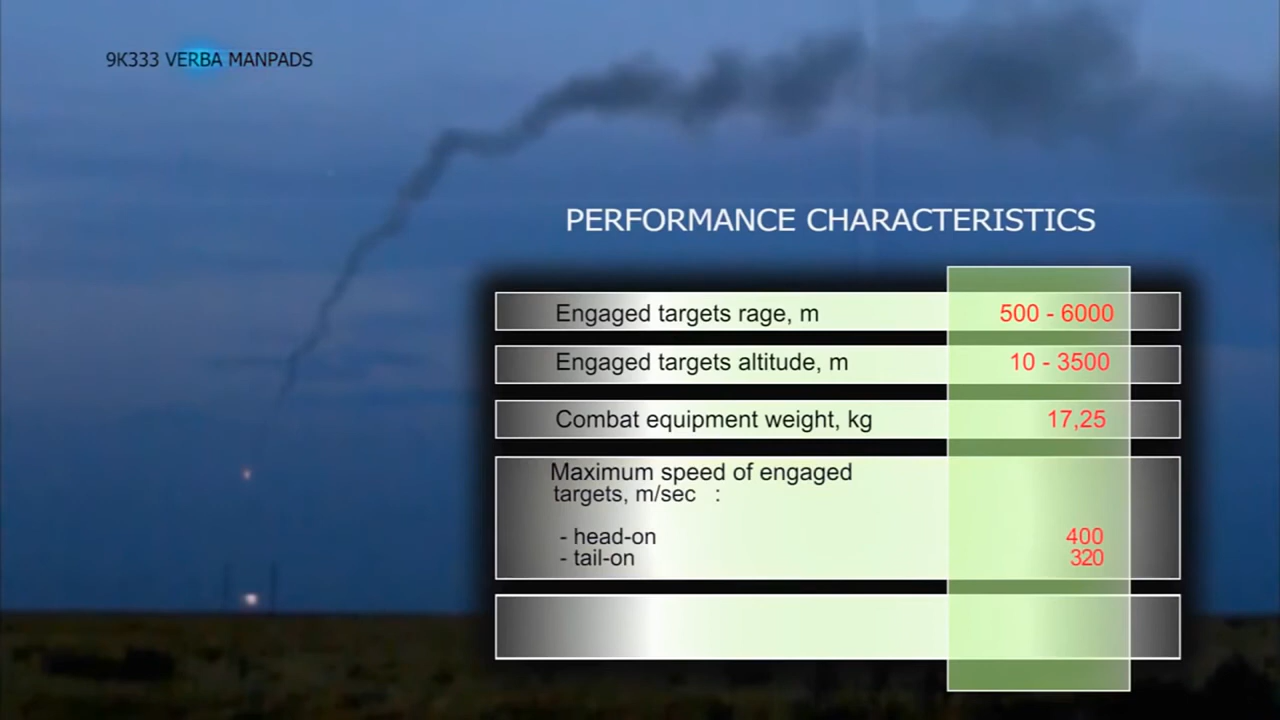 9K333 VERBA MANPADS
PERFORMANCE CHARACTERISTICS
Engaged targets rage, m 500 - 6000
Engaged targets altitude, m 10 - 3500
Combat equipment weight, kg 17,25
Maximum speed of engaged
targets, m/sec :
- head-on 400
- tail-on 320